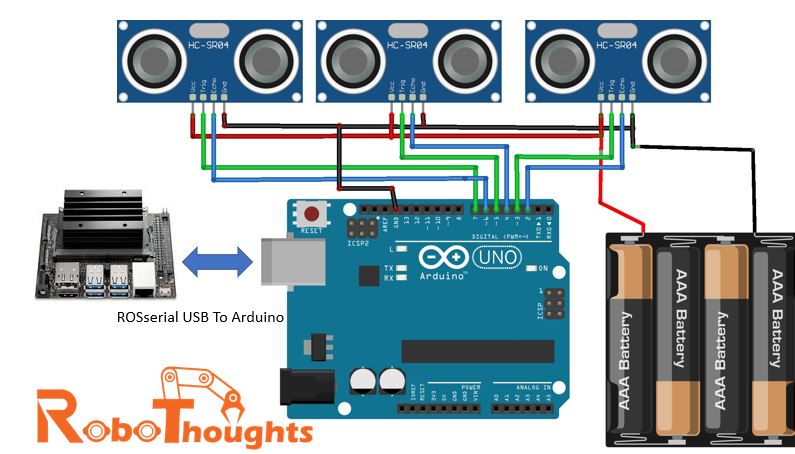 HC-SR04
HC-SR04
HC-SR04
Vcc Trig Echo Gnd
Vcc Trig Echo Gnd
Vcc Trig Echo Gnd
RESET
ICSP2
AREF
GND
13
12
~11
~10
~9
8
7
~6
~5
4
~3
2
TX0▶1
RX0◀0
DIGITAL (PWM~)
L
TX
RX
Arduino™
UNO
ON
ICSP
1
ROSserial USB To Arduino
AAA Battery
AAA Battery
AAA Battery
AAA Battery
IOREF
RESET
3V3
5V
GND
GND
VIN
POWER
A0
A1
A2
A3
A4
A5
ANALOG IN
RoboThoughts